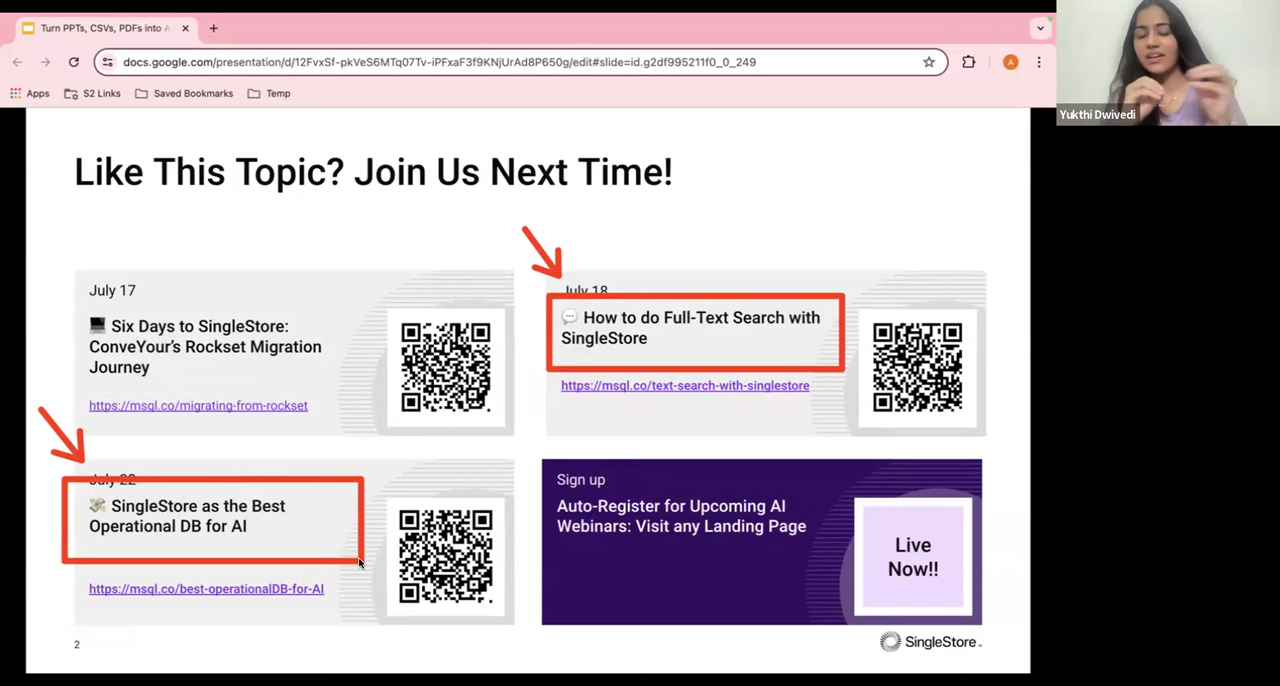 Turn PPTs, CSVs, PDFs into A
docs.google.com/presentation/d/12FvxSf-pkVeS6MTq07Tv-iPFxaF3f9KNjUrAd8P650g/edit#slide=id.g2df995211f0_0_249
A
Apps
S2 Links
Saved Bookmarks
Temp
Yukthi Dwivedi
Like This Topic? Join Us Next Time!
July 17
Six Days to SingleStore:
ConveYour's Rockset Migration
Journey
https://msql.co/migrating-from-rockset
July 18
How to do Full-Text Search with
SingleStore
https://msql.co/text-search-with-singlestore
July 22
SingleStore as the Best
Operational DB for AI
https://msql.co/best-operationalDB-for-AI
Sign up
Auto-Register for Upcoming AI
Webinars: Visit any Landing Page
Live
Now!!
2
SingleStore